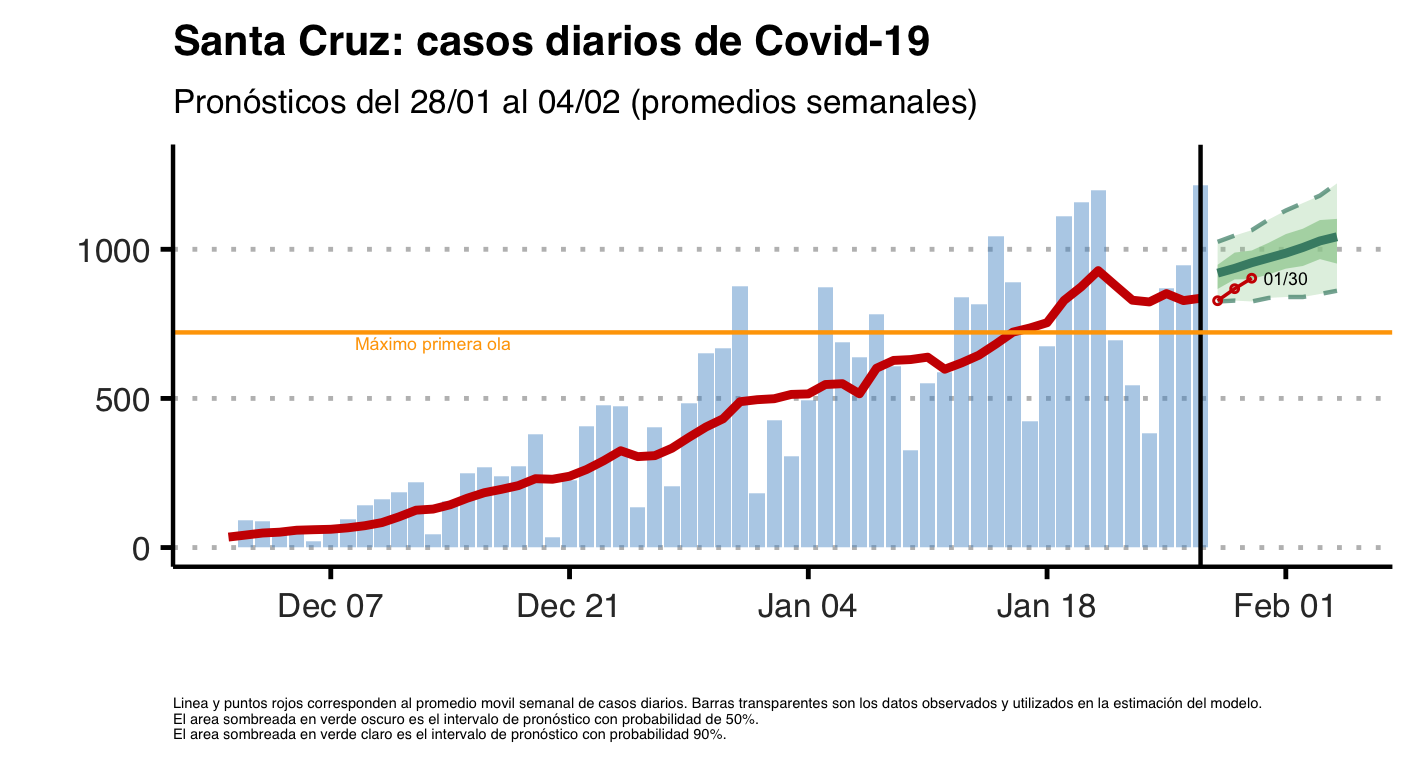 Santa Cruz: casos diarios de Covid-19
Pronósticos del 28/01 al 04/02 (promedios semanales)
1000
01/30
Máximo primera ola
500
0
Dec 07 Dec 21 Jan 04 Jan 18 Feb 01
Linea y puntos rojos corresponden al promedio movil semanal de casos diarios. Barras transparentes son los datos observados y utilizados en la estimación del modelo.
El area sombreada en verde oscuro es el intervalo de pronóstico con probabilidad de 50%.
El area sombreada en verde claro es el intervalo de pronóstico con probabilidad 90%.